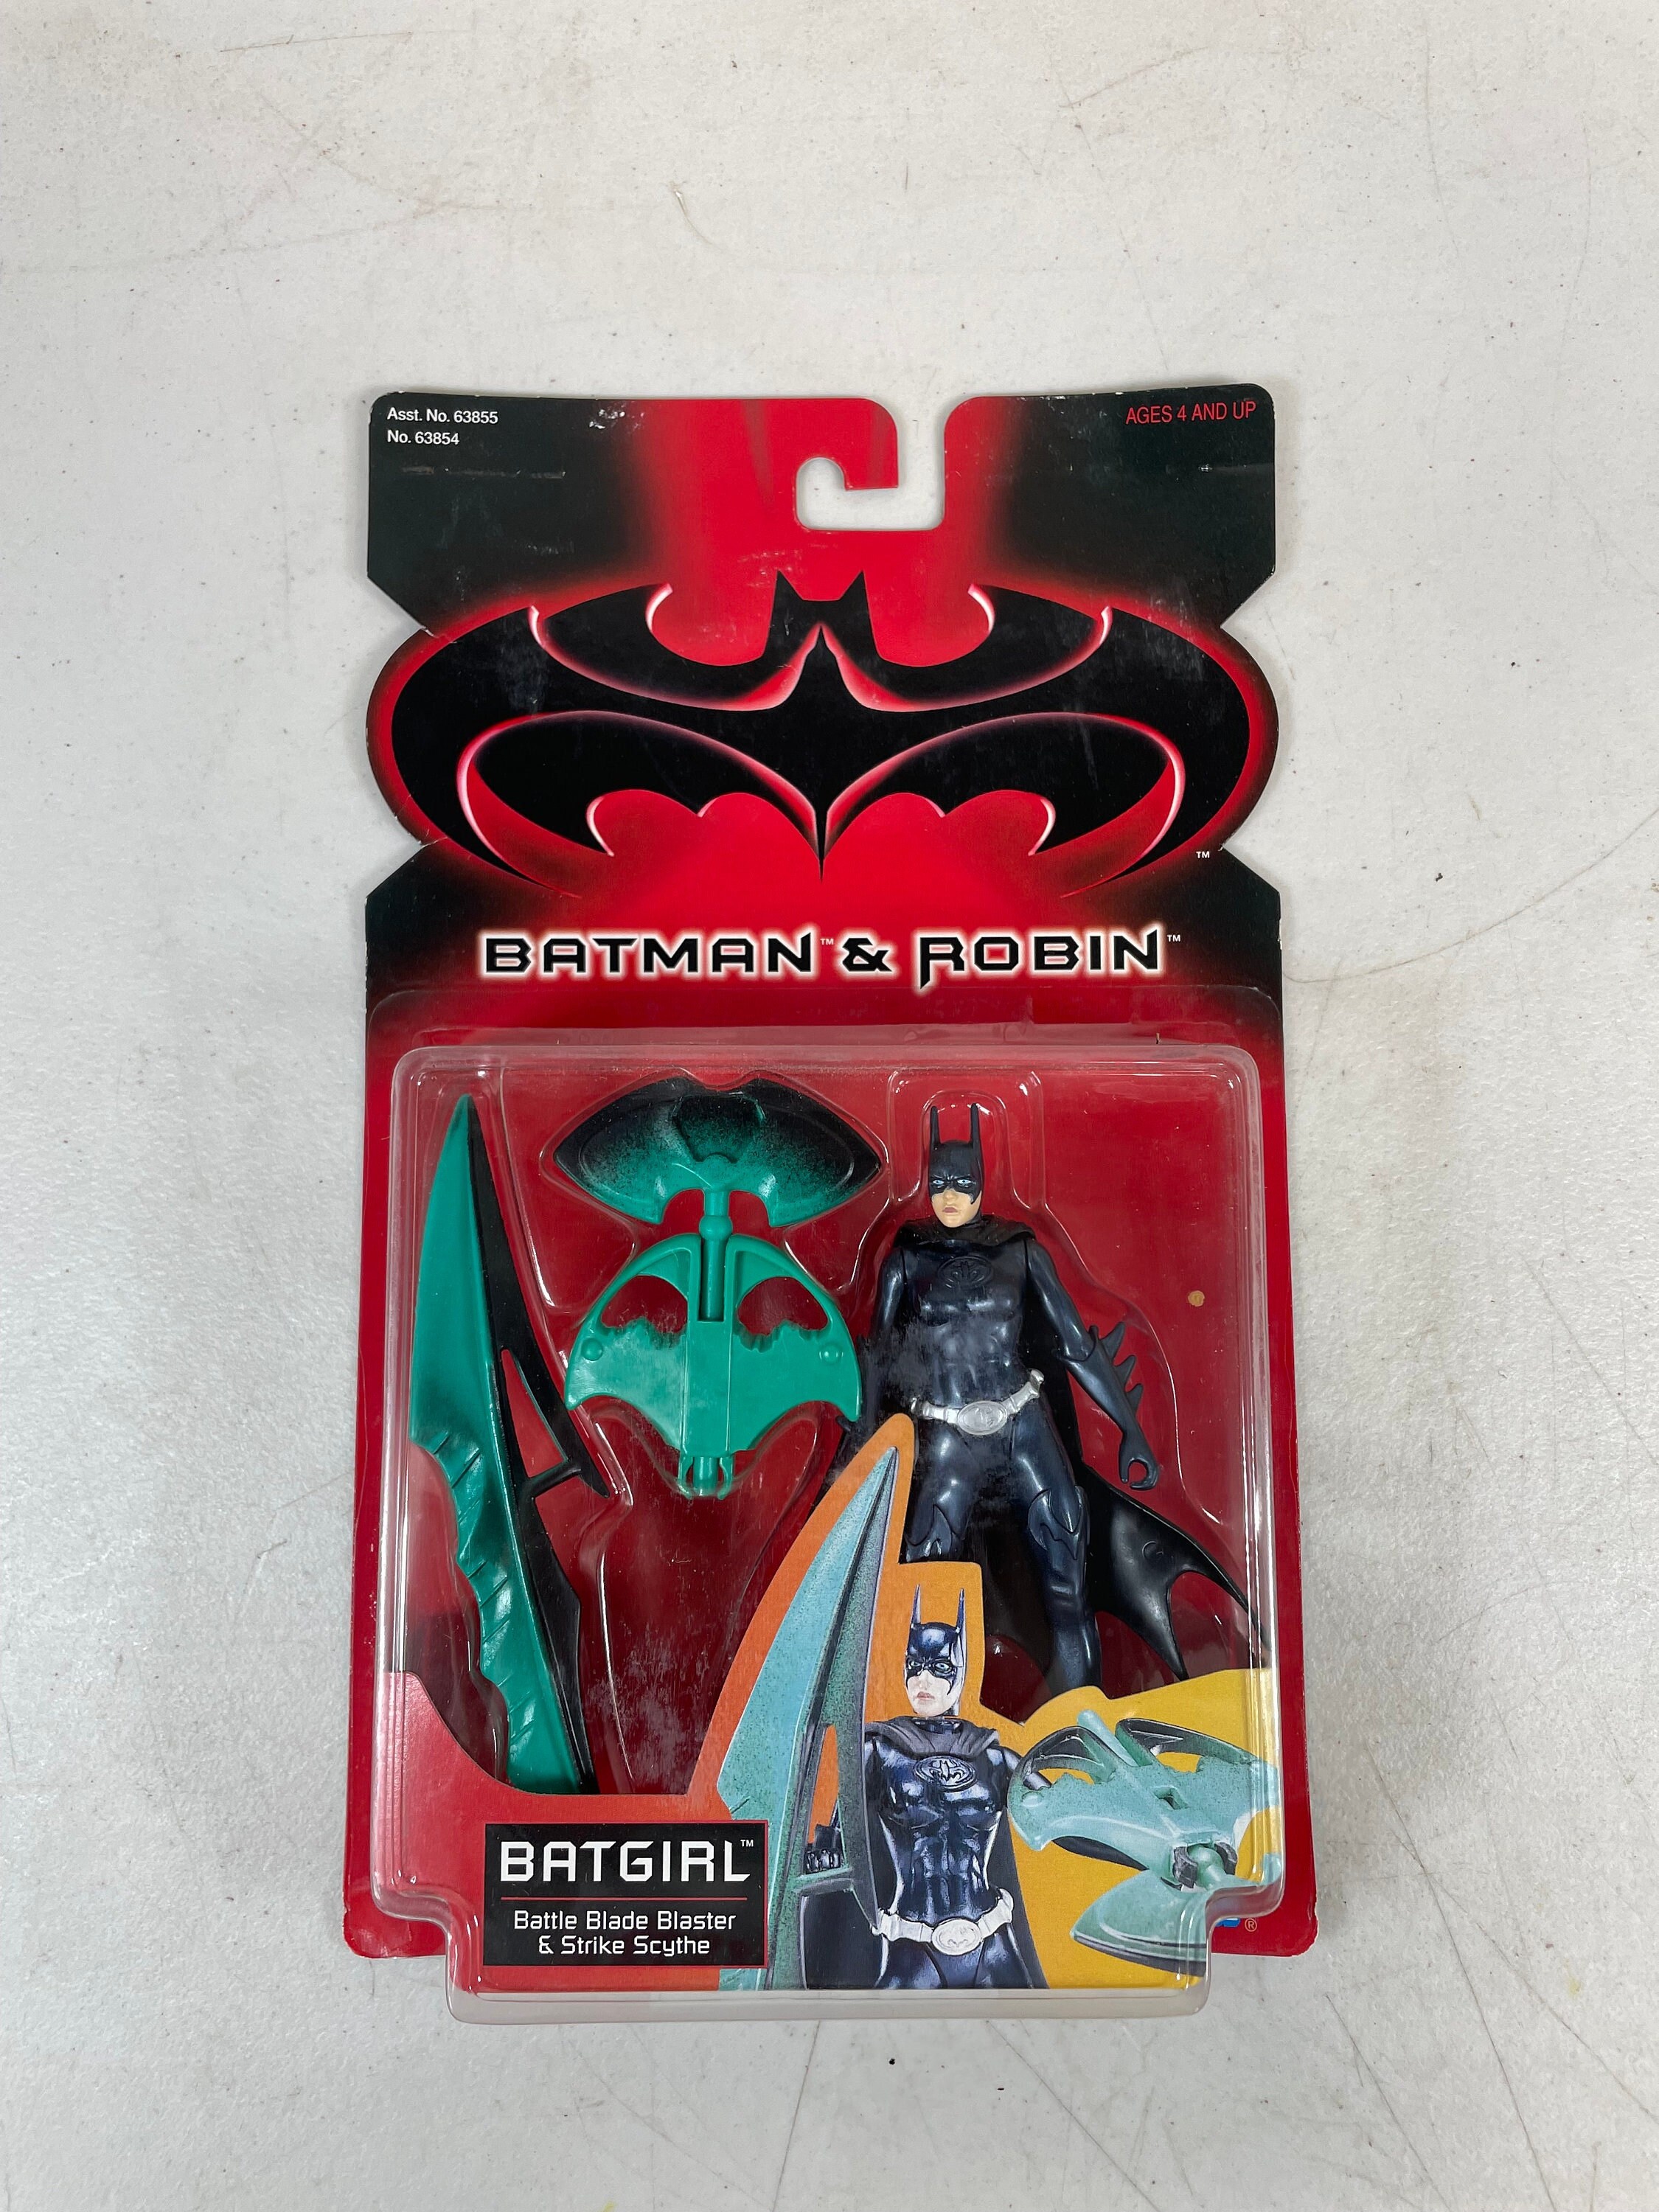 Asst. No. 63855
No. 63854
AGES 4 AND UP
™
BATMAN™ & ROBIN™
BATGIRL™
Battle Blade Blaster
& Strike Scythe
®